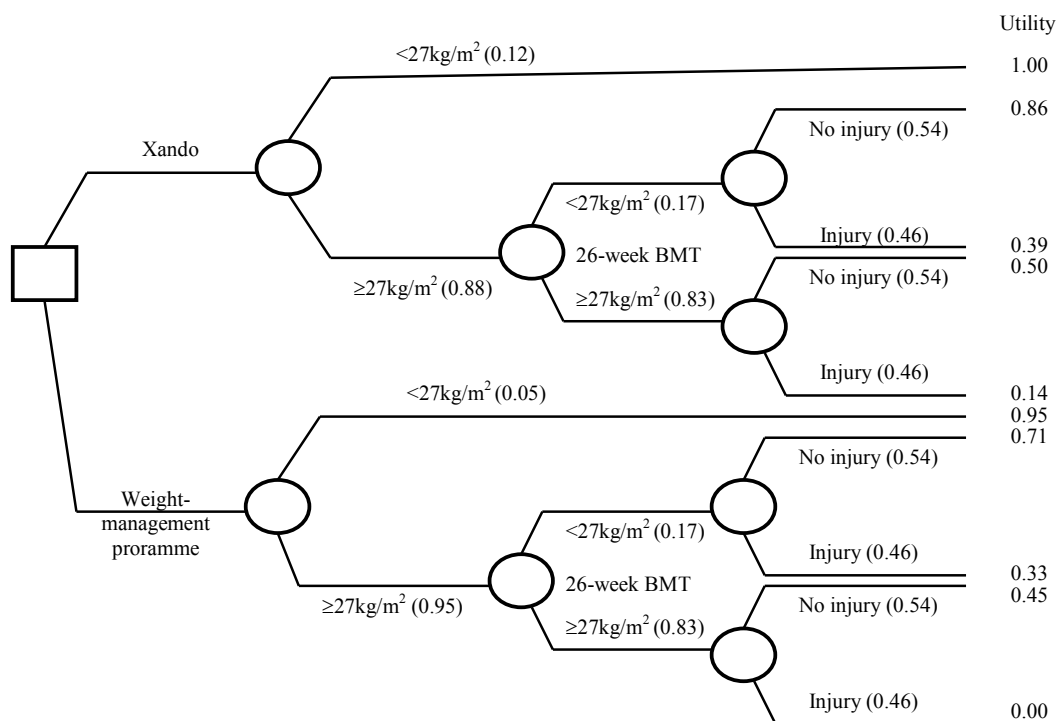 Utility
<27kg/m² (0.12)
1.00
0.86
No injury (0.54)
Xando
<27kg/m² (0.17)
Injury (0.46)
0.39
26-week BMT
0.50
No injury (0.54)
≥27kg/m² (0.88)
≥27kg/m² (0.83)
Injury (0.46)
0.14
<27kg/m² (0.05)
0.95
0.71
No injury (0.54)
Weight-
management
proramme
<27kg/m² (0.17)
Injury (0.46)
0.33
26-week BMT
0.45
No injury (0.54)
≥27kg/m² (0.95)
≥27kg/m² (0.83)
Injury (0.46)
0.00